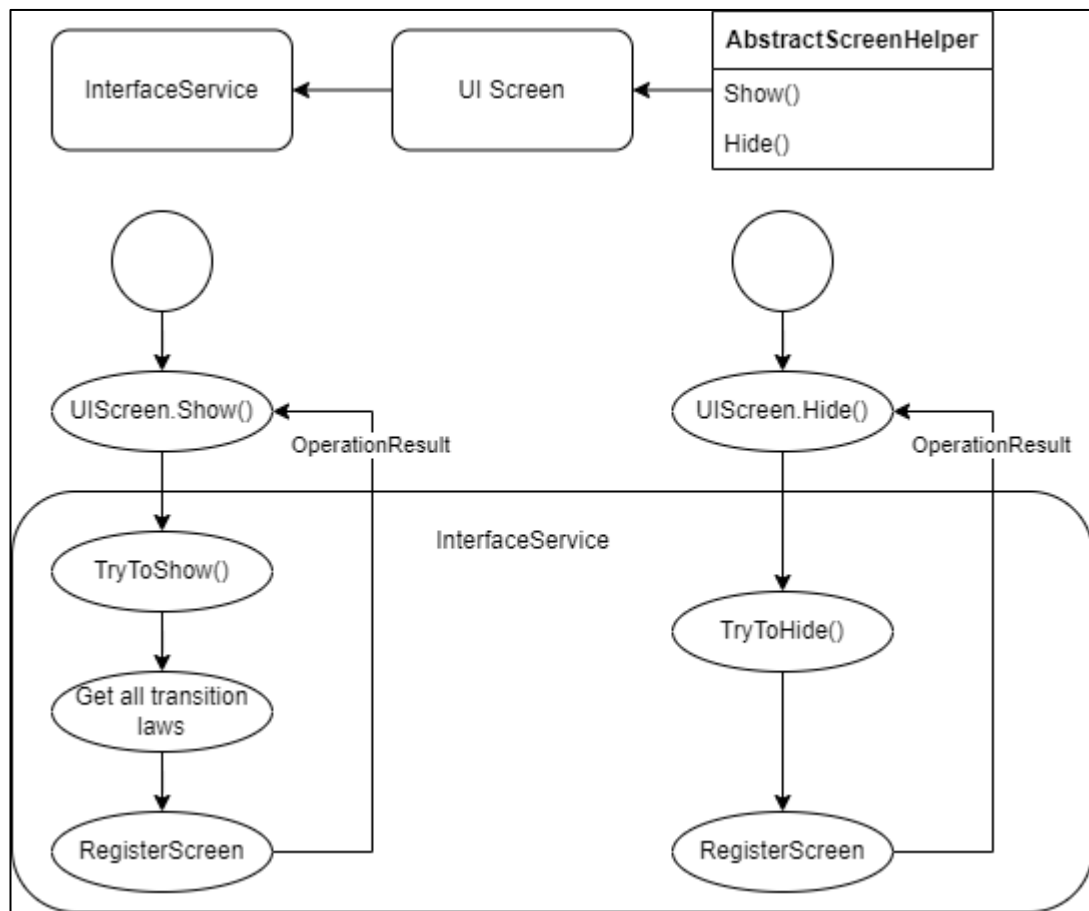 InterfaceService
UI Screen
AbstractScreenHelper
Show()
Hide()
UIScreen.Show()
OperationResult
UIScreen.Hide()
OperationResult
InterfaceService
TryToShow()
TryToHide()
Get all transition
laws
RegisterScreen
RegisterScreen